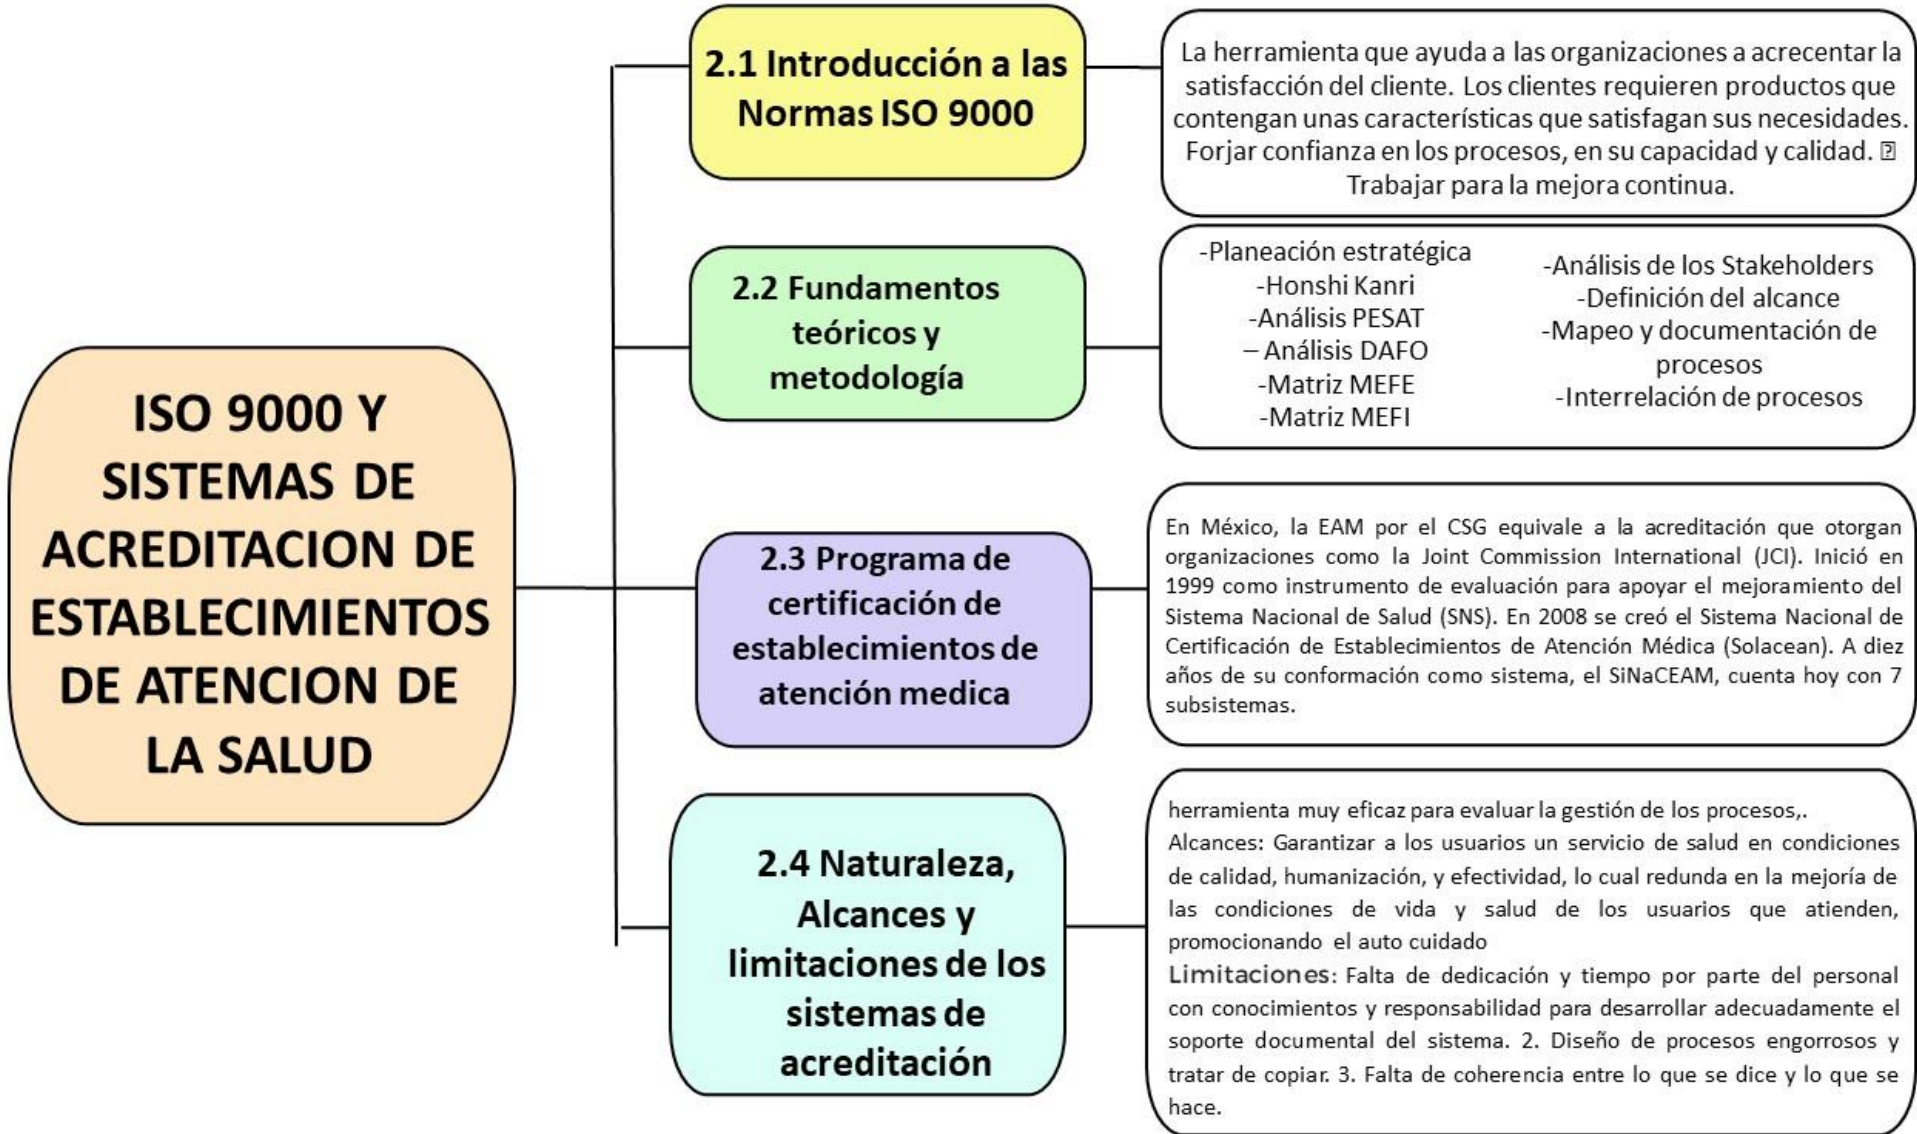 ISO 9000 Y
SISTEMAS DE
ACREDITACION DE
ESTABLECIMIENTOS
DE ATENCION DE
LA SALUD
2.1 Introducción a las
Normas ISO 9000
La herramienta que ayuda a las organizaciones a acrecentar la
satisfacción del cliente. Los clientes requieren productos que
contengan unas características que satisfagan sus necesidades.
Forjar confianza en los procesos, en su capacidad y calidad. ⍰
Trabajar para la mejora continua.
2.2 Fundamentos
teóricos y
metodología
-Planeación estratégica
-Honshi Kanri
-Análisis PESAT
– Análisis DAFO
-Matriz MEFE
-Matriz MEFI
-Análisis de los Stakeholders
-Definición del alcance
-Mapeo y documentación de
procesos
-Interrelación de procesos
2.3 Programa de
certificación de
establecimientos de
atención medica
En México, la EAM por el CSG equivale a la acreditación que otorgan
organizaciones como la Joint Commission International (JCI). Inició en
1999 como instrumento de evaluación para apoyar el mejoramiento del
Sistema Nacional de Salud (SNS). En 2008 se creó el Sistema Nacional de
Certificación de Establecimientos de Atención Médica (Solacean). A diez
años de su conformación como sistema, el SiNaCEAM, cuenta hoy con 7
subsistemas.
2.4 Naturaleza,
Alcances y
limitaciones de los
sistemas de
acreditación
herramienta muy eficaz para evaluar la gestión de los procesos,.
Alcances: Garantizar a los usuarios un servicio de salud en condiciones
de calidad, humanización, y efectividad, lo cual redunda en la mejoría de
las condiciones de vida y salud de los usuarios que atienden,
promocionando el auto cuidado
Limitaciones: Falta de dedicación y tiempo por parte del personal
con conocimientos y responsabilidad para desarrollar adecuadamente el
soporte documental del sistema. 2. Diseño de procesos engorrosos y
tratar de copiar. 3. Falta de coherencia entre lo que se dice y lo que se
hace.